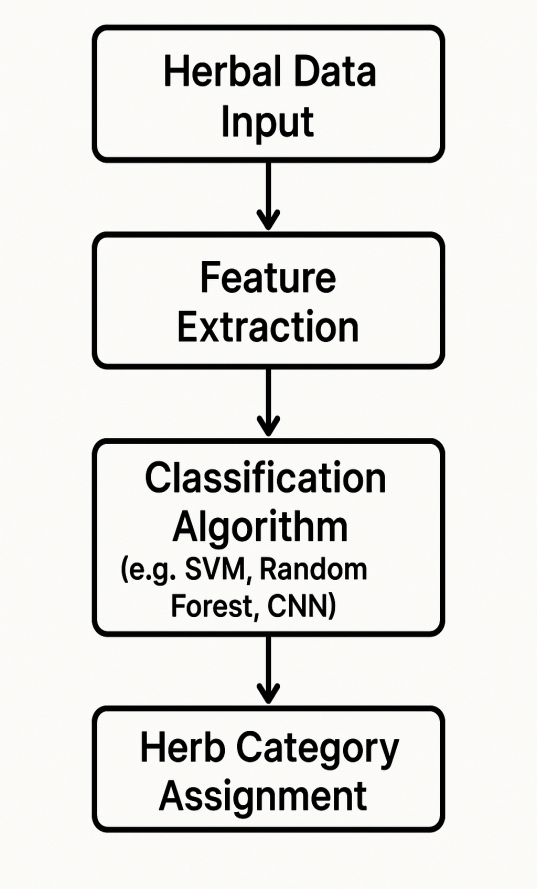 Herbal Data
Input
Feature
Extraction
Classification
Algorithm
(e.g. SVM, Random
Forest, CNN)
Herb Category
Assignment